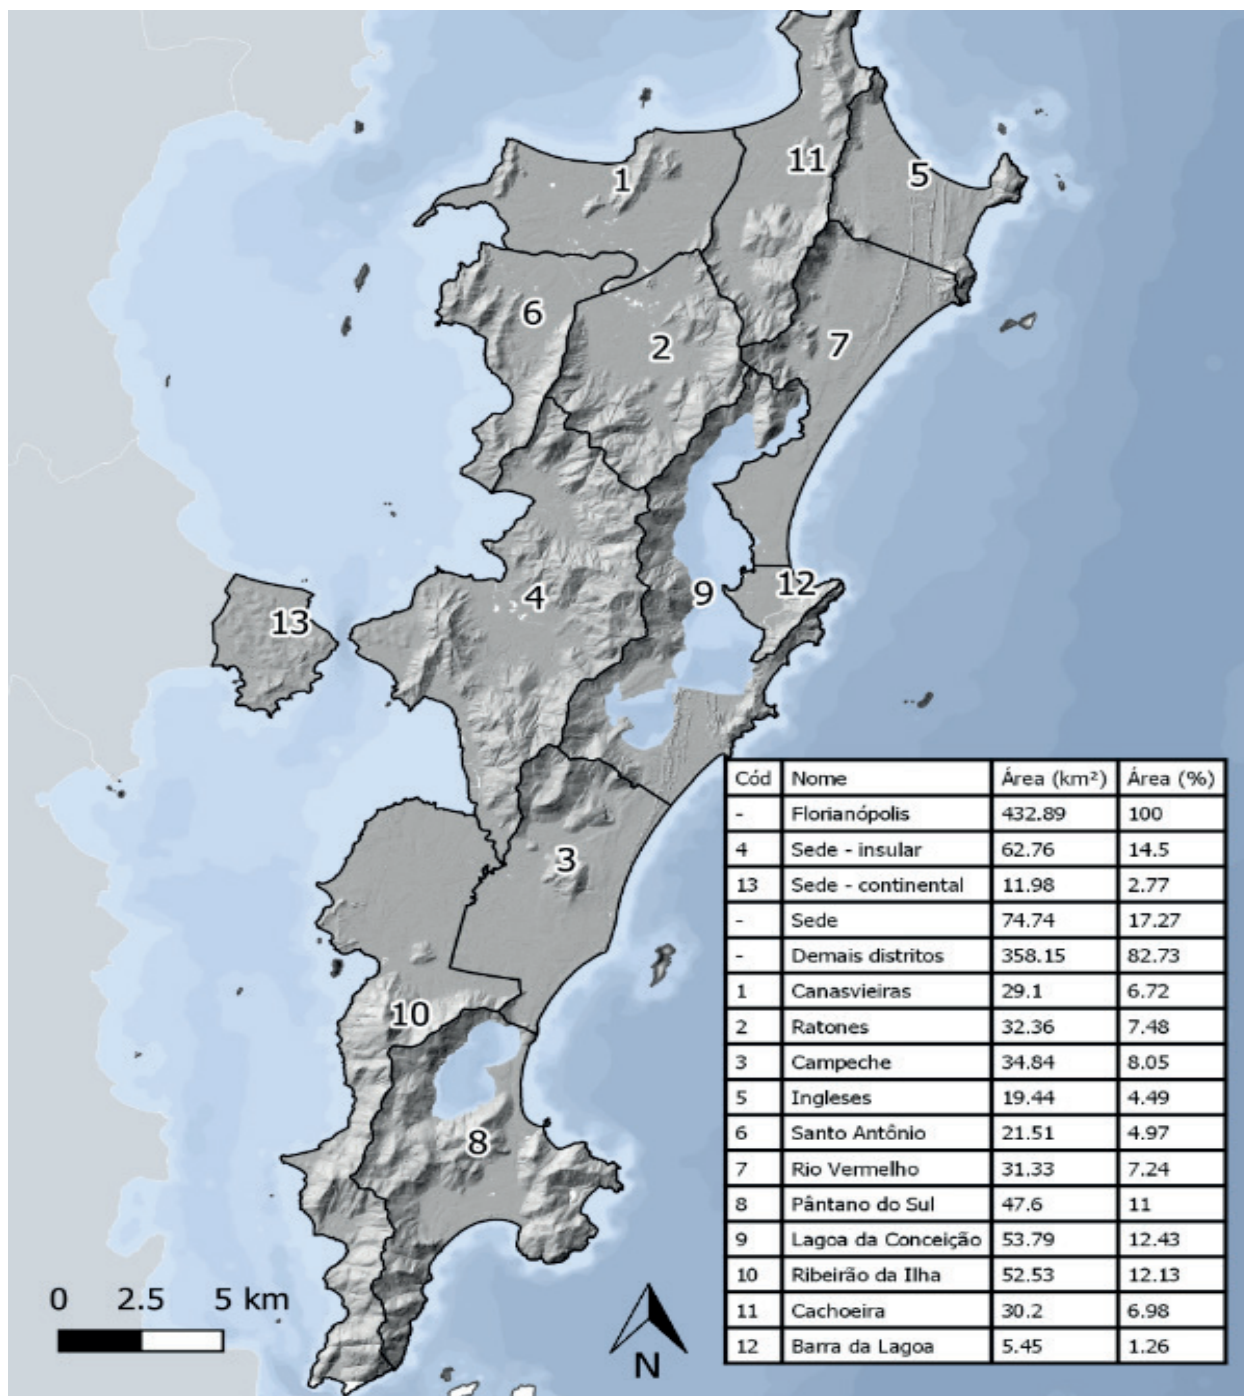 11
5
1
6
2
7
9
12
4
13
3
10
8
0 2.5 5 km
N
Cód Nome Área (km²) Área (%)
- Florianópolis 432.89 100
4 Sede - insular 62.76 14.5
13 Sede - continental 11.98 2.77
- Sede 74.74 17.27
- Demais distritos 358.15 82.73
1 Canasvieiras 29.1 6.72
2 Ratones 32.36 7.48
3 Campeche 34.84 8.05
5 Ingleses 19.44 4.49
6 Santo Antônio 21.51 4.97
7 Rio Vermelho 31.33 7.24
8 Pântano do Sul 47.6 11
9 Lagoa da Conceição 53.79 12.43
10 Ribeirão da Ilha 52.53 12.13
11 Cachoeira 30.2 6.98
12 Barra da Lagoa 5.45 1.26